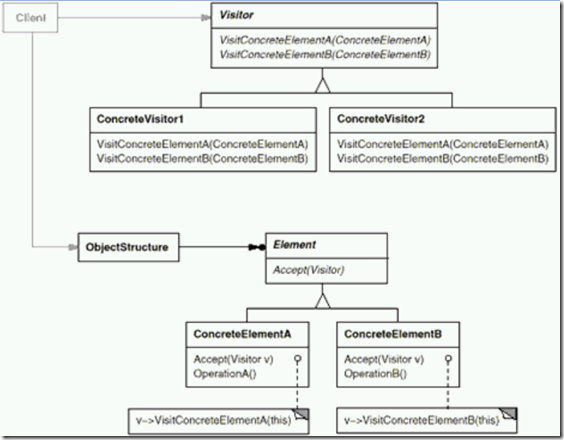 Client
Visitor
VisitConcreteElementA(ConcreteElementA)
VisitConcreteElementB(ConcreteElementB)
ConcreteVisitor1
VisitConcreteElementA(ConcreteElementA)
VisitConcreteElementB(ConcreteElementB)
ConcreteVisitor2
VisitConcreteElementA(ConcreteElementA)
VisitConcreteElementB(ConcreteElementB)
ObjectStructure
Element
Accept(Visitor)
ConcreteElementA
Accept(Visitor v)
OperationA()
ConcreteElementB
Accept(Visitor v)
OperationB()
v->VisitConcreteElementA(this)
v->VisitConcreteElementB(this)